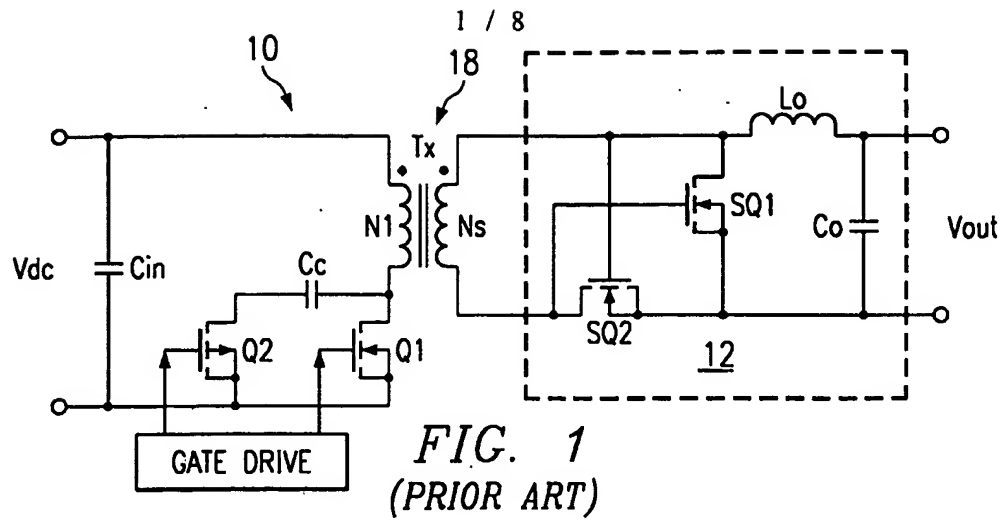 1 / 8
10
18
Tx
Lo
N1
Ns
SQ1
Co
Vout
Vdc
Cin
Cc
Q2
Q1
SQ2
12
GATE DRIVE
FIG. 1
(PRIOR ART)